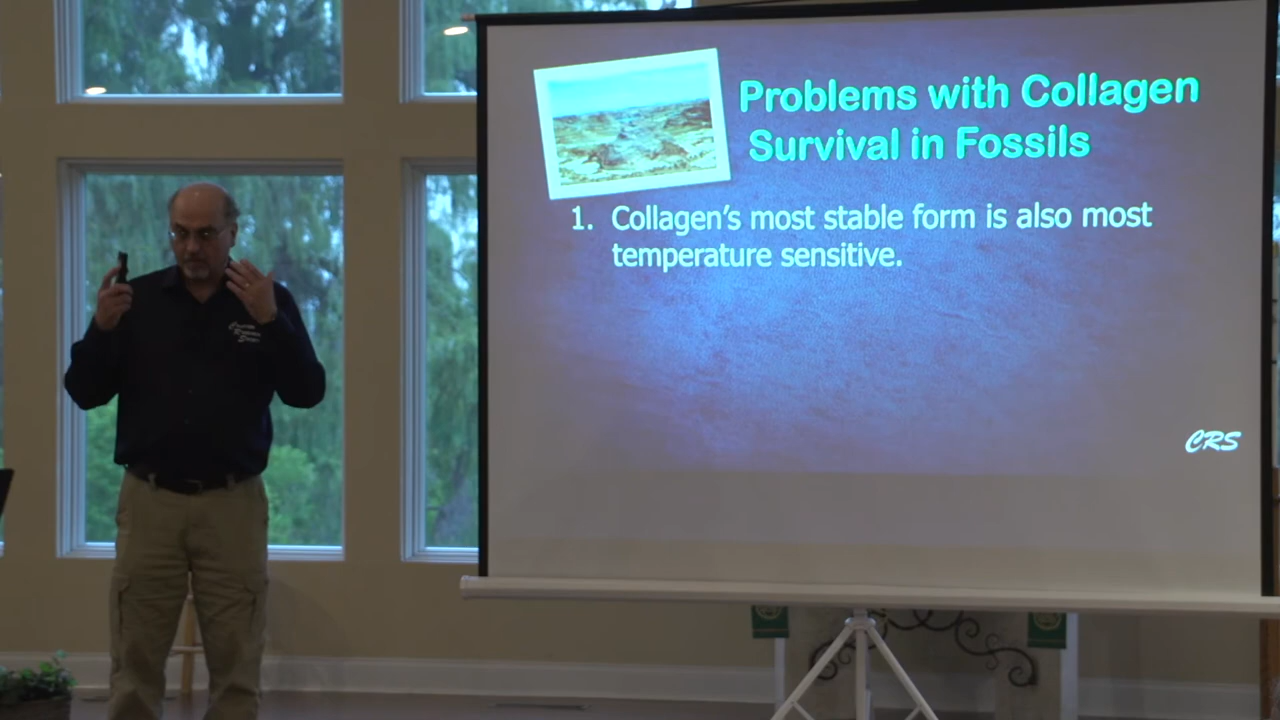 Problems with Collagen
Survival in Fossils
1. Collagen's most stable form is also most
temperature sensitive.
CRS